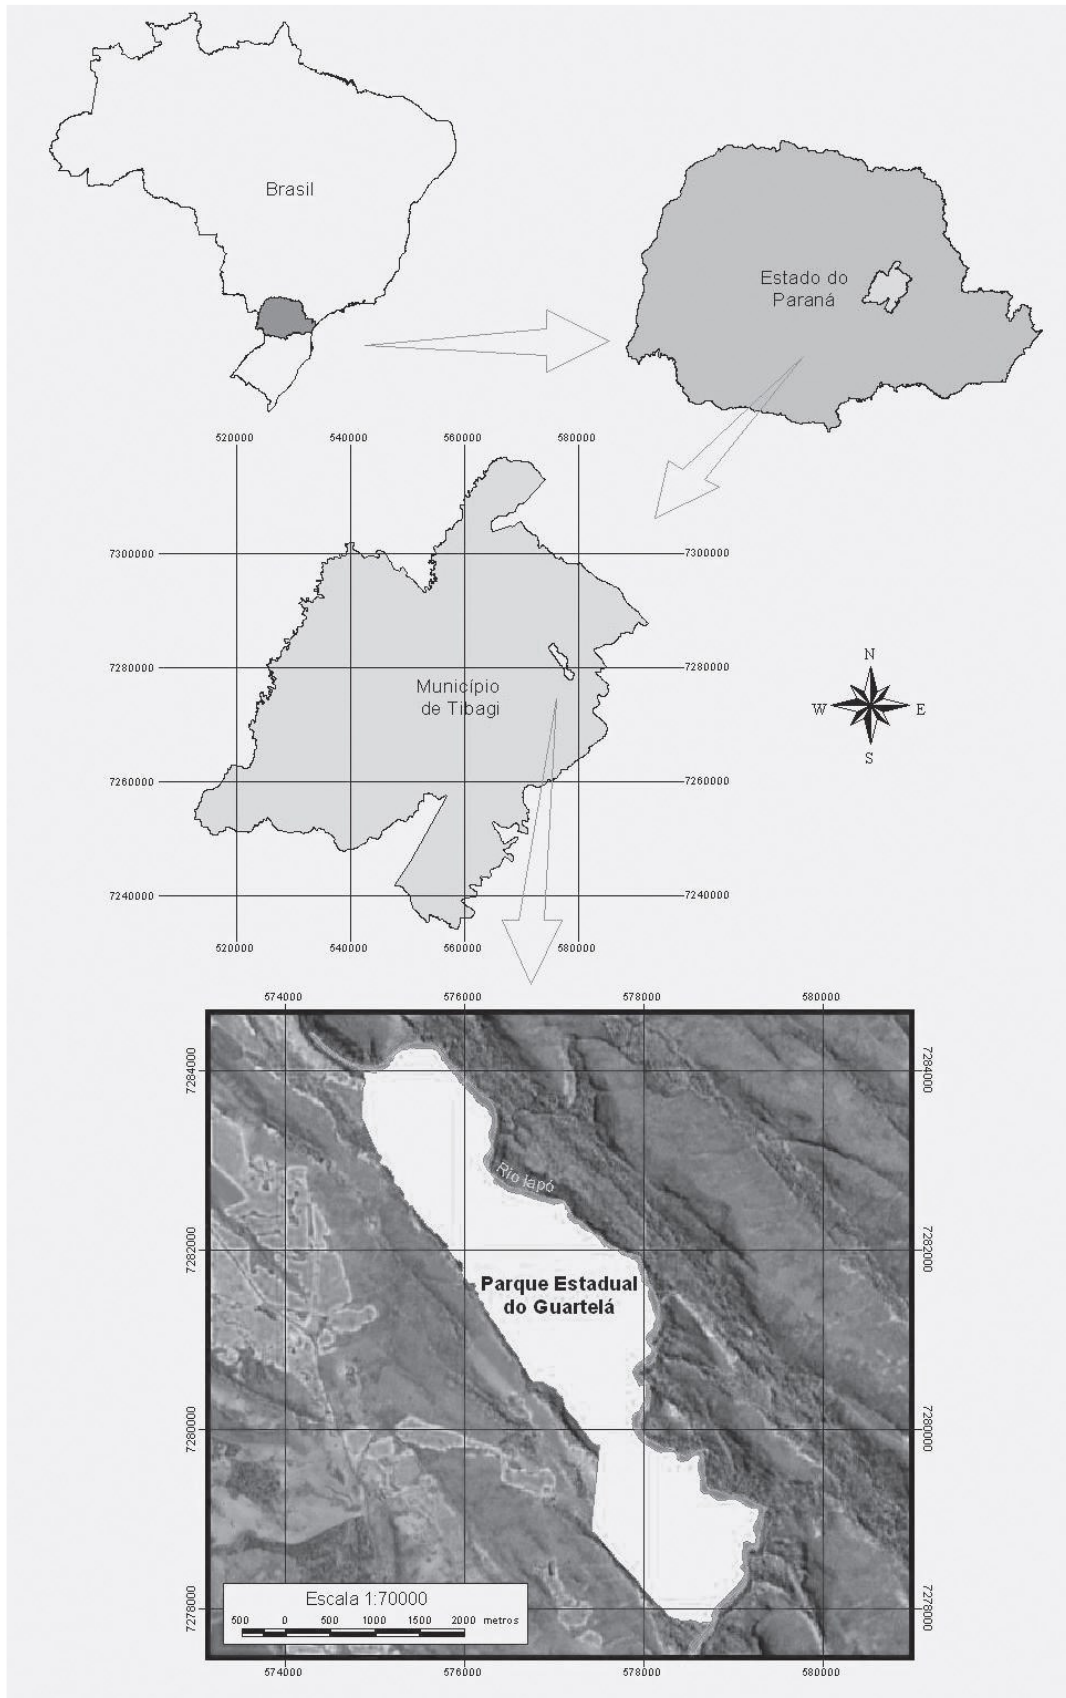 Brasil
Estado do
Paraná
520000 540000 560000 580000
7300000 7300000
7280000 7280000
Município
de Tibagi
N
W E
S
7260000 7260000
7240000 7240000
520000 540000 560000 580000
574000 576000 578000 580000
7284000 7284000
Rio Iapó
7282000 7282000
Parque Estadual
do Guartelá
7280000 7280000
7278000 7278000
Escala 1:70000
500 0 500 1000 1500 2000 metros
574000 576000 578000 580000